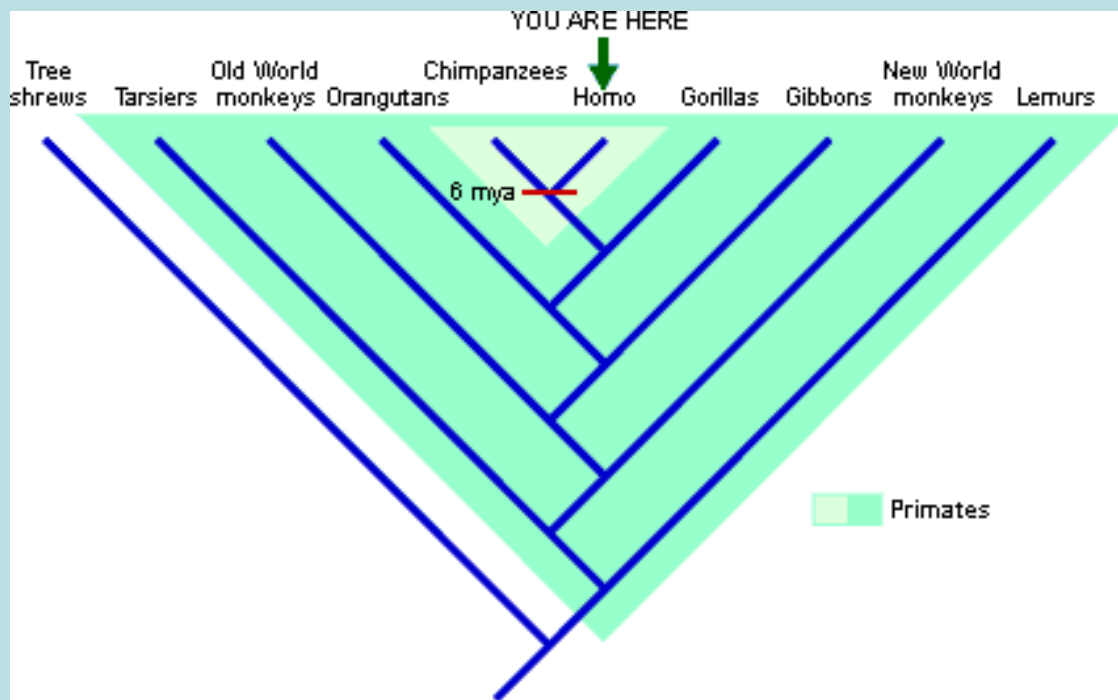 YOU ARE HERE
Tree shrews
Tarsiers
Old World monkeys
Orangutans
Chimpanzees
Homo
Gorillas
Gibbons
New World monkeys
Lemurs
6 mya
Primates